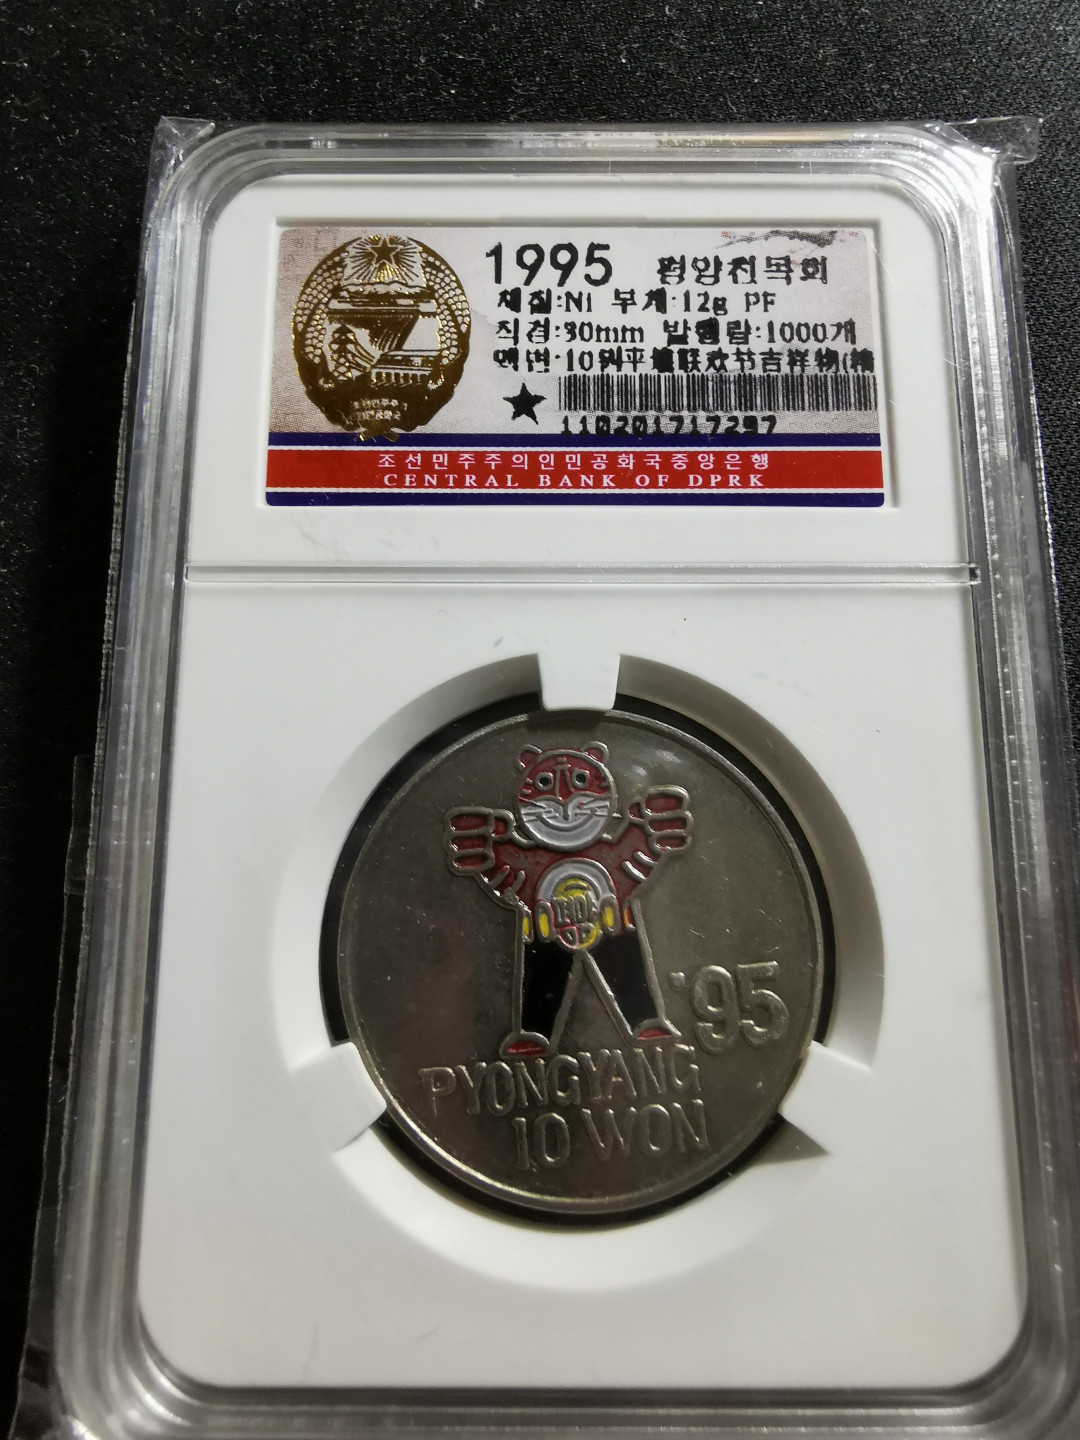 1995 평양친목회
재질:Ni 무게:12g PF
직경:30mm 발행량:1000개
액면:10원平壤联欢节吉祥物(精
110201717297
조선민주주의인민공화국중앙은행
CENTRAL BANK OF DPRK
'95
PYONGYANG
10 WON